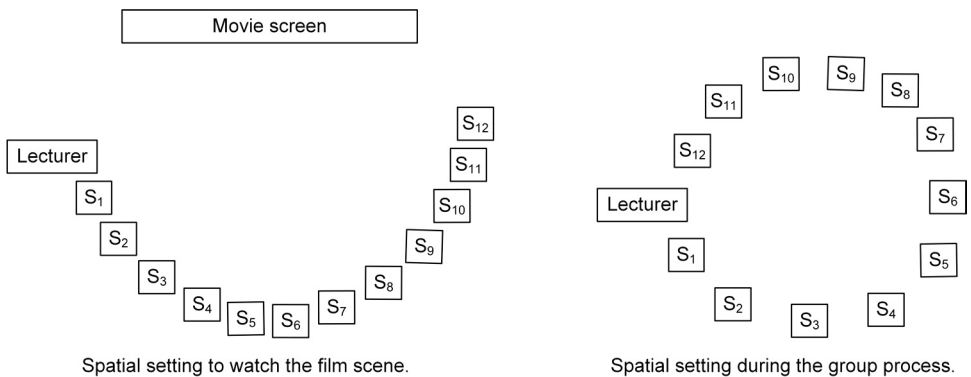 Movie screen
Lecturer
S₁
S₂
S₃
S₄
S₅
S₆
S₇
S₈
S₉
S₁₀
S₁₁
S₁₂
Spatial setting to watch the film scene.
Lecturer
S₁
S₂
S₃
S₄
S₅
S₆
S₇
S₈
S₉
S₁₀
S₁₁
S₁₂
Spatial setting during the group process.